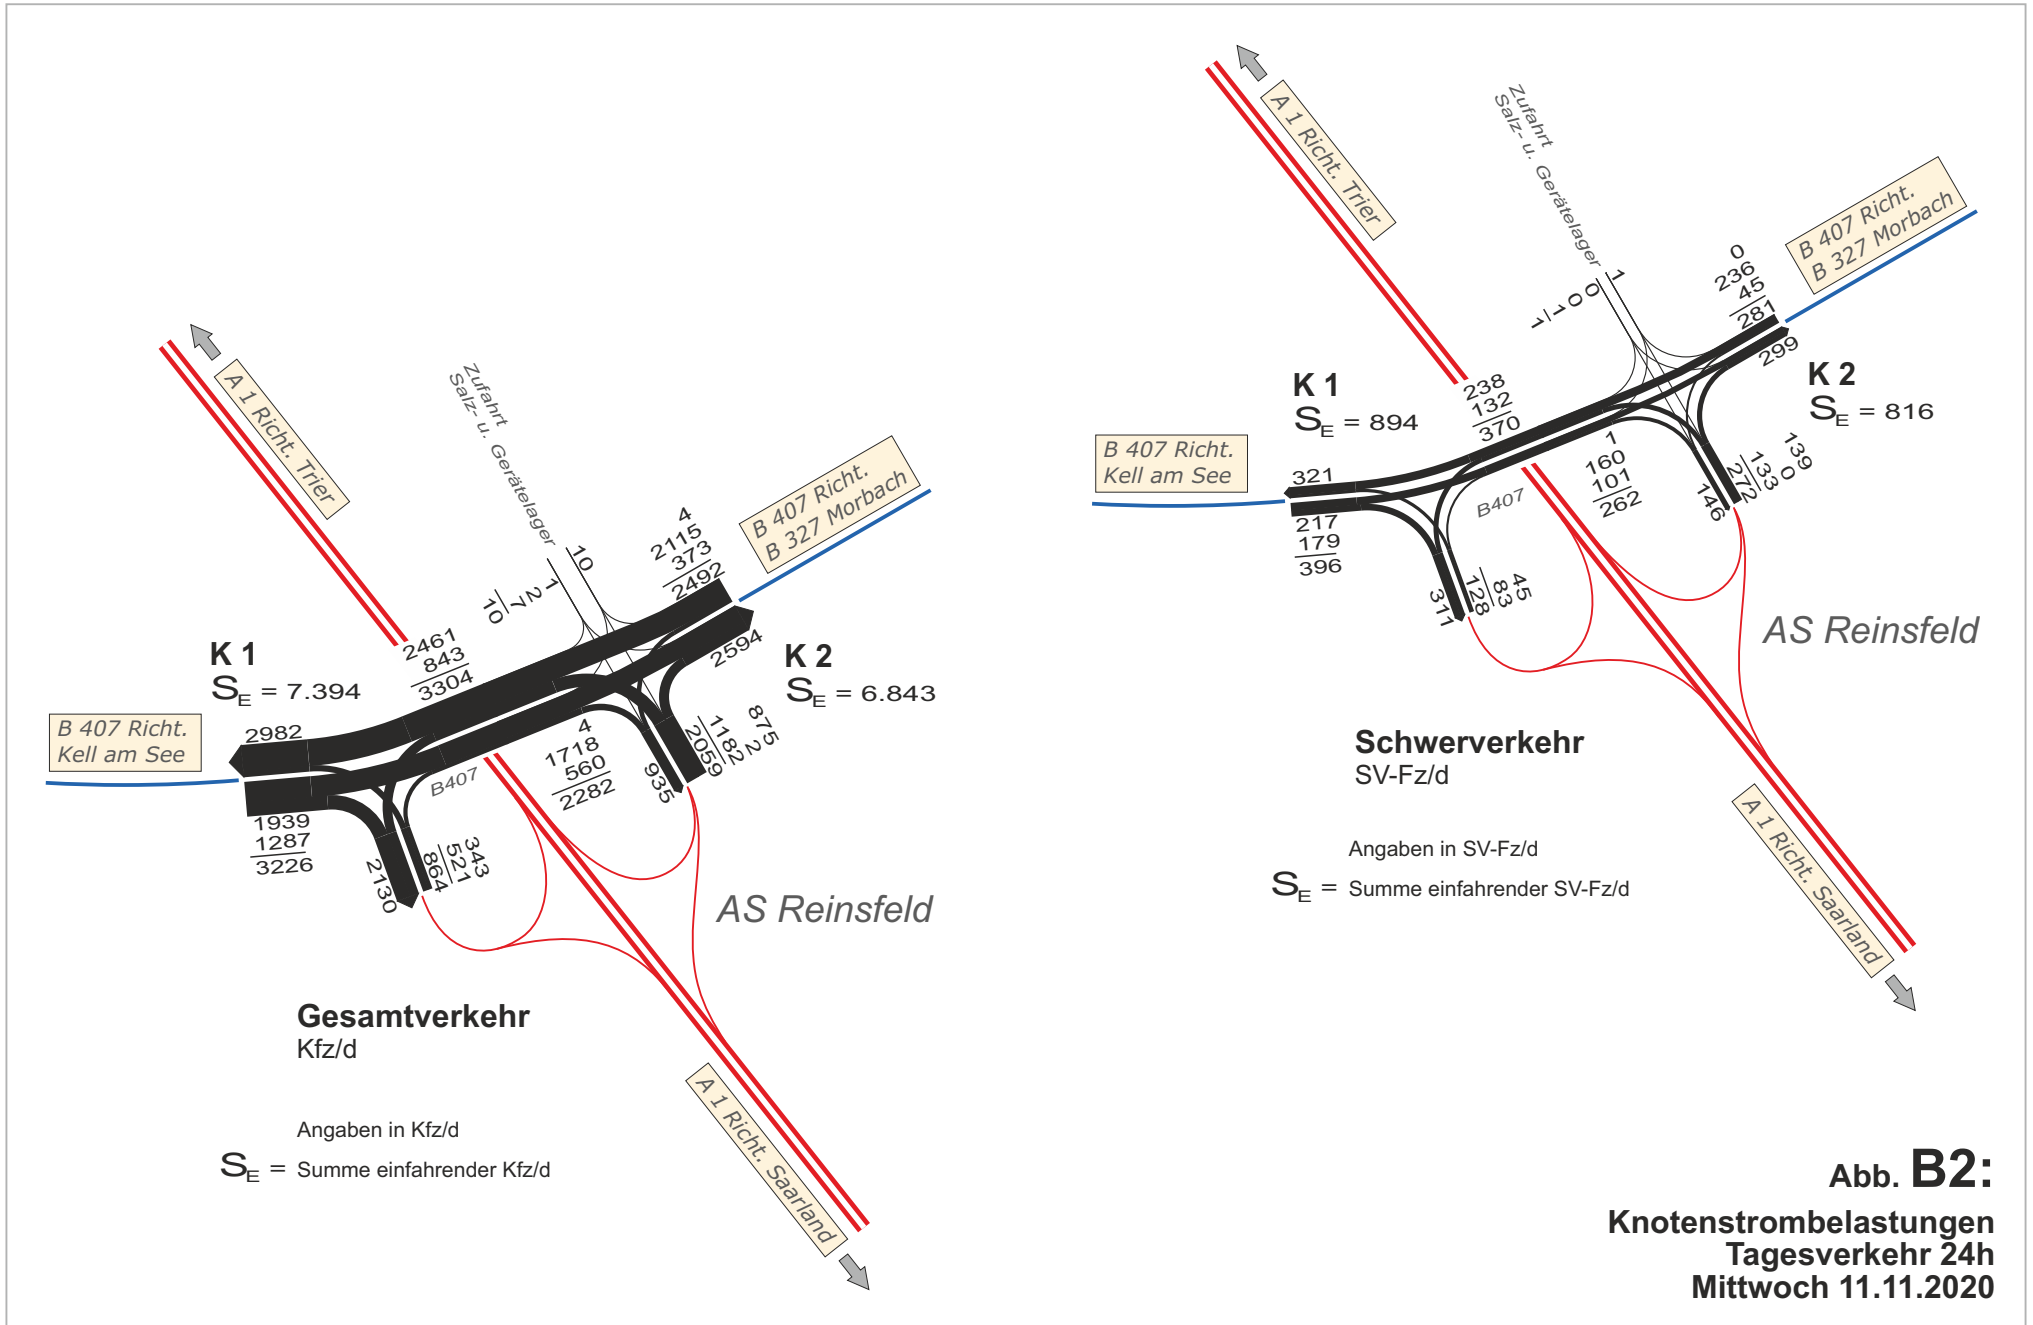 A 1 Richt. Trier
Zufahrt
Salz- u. Gerätelager
B 407 Richt.
B 327 Morbach
4
2115
373
2492
10
1
2
7
10
2461
843
3304
K 1
SE = 7.394
2594
K 2
SE = 6.843
B 407 Richt.
Kell am See
2982
1939
1287
3226
B407
4
1718
560
2282
875
2
1182
2059
935
343
521
864
2130
AS Reinsfeld
Gesamtverkehr
Kfz/d
Angaben in Kfz/d
SE = Summe einfahrender Kfz/d
A 1 Richt. Saarland
A 1 Richt. Trier
Zufahrt
Salz- u. Gerätelager
B 407 Richt.
B 327 Morbach
0
236
45
281
1
0
0
1
1
299
K 1
SE = 894
238
132
370
K 2
SE = 816
B 407 Richt.
Kell am See
321
217
179
396
B407
1
160
101
262
139
0
133
272
146
45
83
128
311
AS Reinsfeld
Schwerverkehr
SV-Fz/d
Angaben in SV-Fz/d
SE = Summe einfahrender SV-Fz/d
A 1 Richt. Saarland
Abb. B2:
Knotenstrombelastungen
Tagesverkehr 24h
Mittwoch 11.11.2020